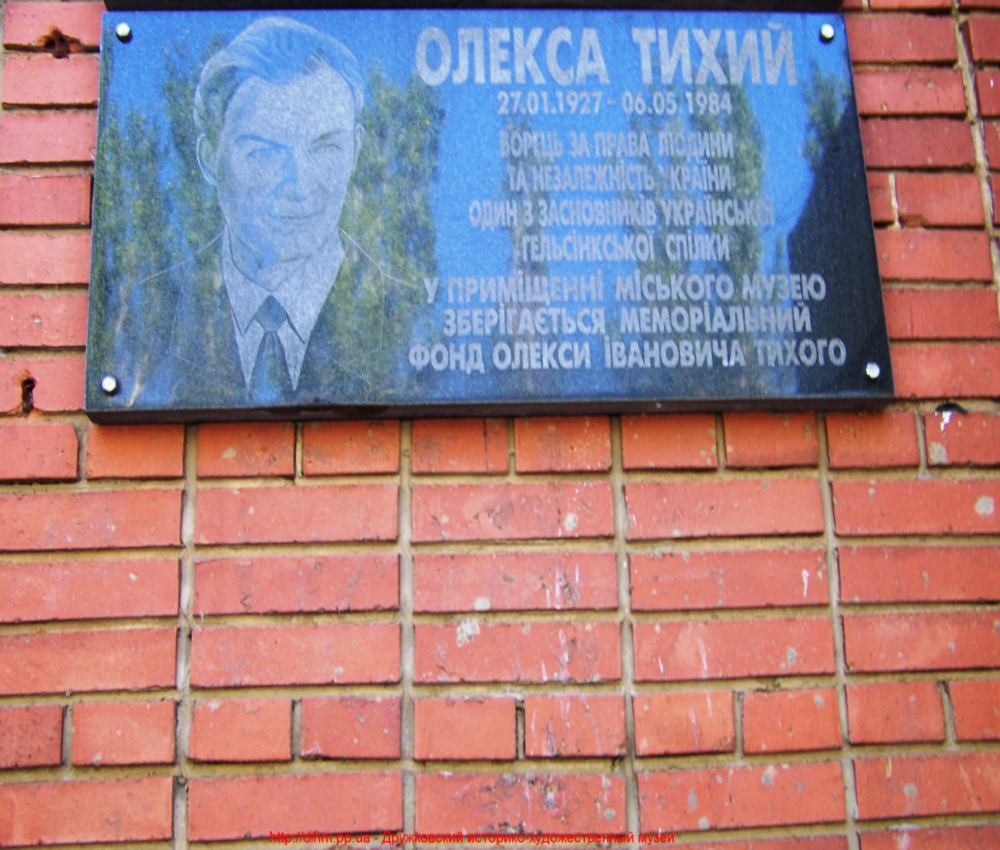 ОЛЕКСА ТИХИЙ
27.01.1927 - 06.05.1984
БОРЕЦЬ ЗА ПРАВА ЛЮДИНИ
ТА НЕЗАЛЕЖНІСТЬ УКРАЇНИ
ОДИН З ЗАСНОВНИКІВ УКРАЇНСЬКОЇ
ГЕЛЬСІНКСЬКОЇ СПІЛКИ
У ПРИМІЩЕННІ МІСЬКОГО МУЗЕЮ
ЗБЕРІГАЄТЬСЯ МЕМОРІАЛЬНИЙ
ФОНД ОЛЕКСИ ІВАНОВИЧА ТИХОГО
http://dihm.pp.ua - Дружковский историко-художественный музей